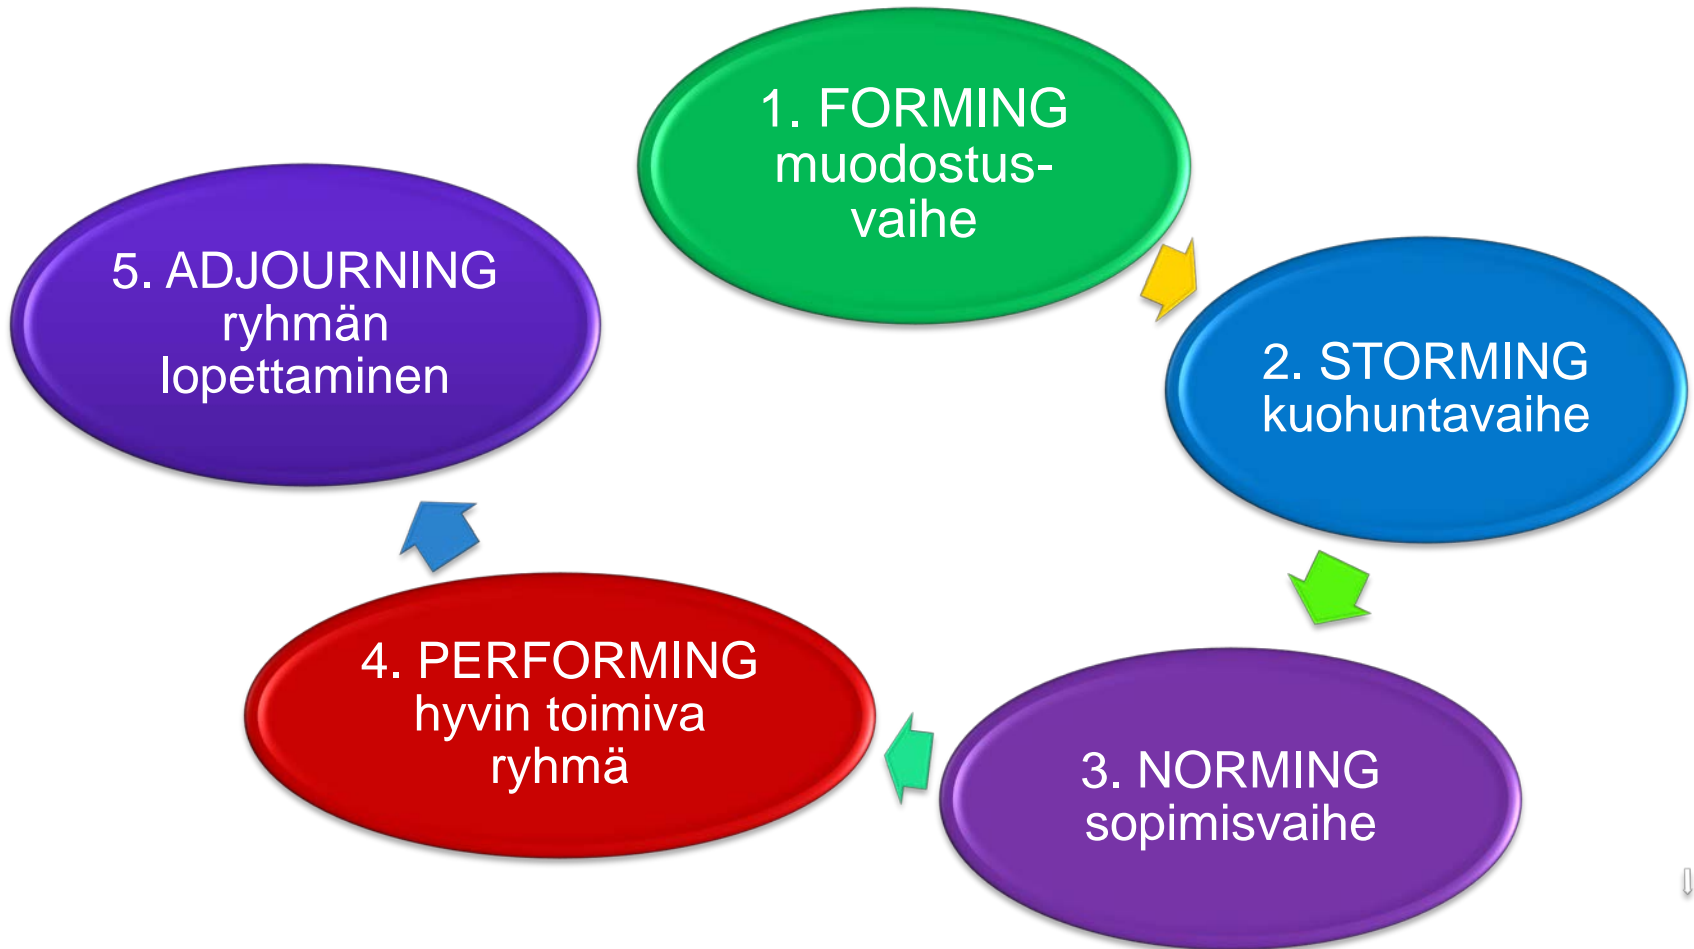 1. FORMING
muodostus-
vaihe
2. STORMING
kuohuntavaihe
3. NORMING
sopimisvaihe
4. PERFORMING
hyvin toimiva
ryhmä
5. ADJOURNING
ryhmän
lopettaminen